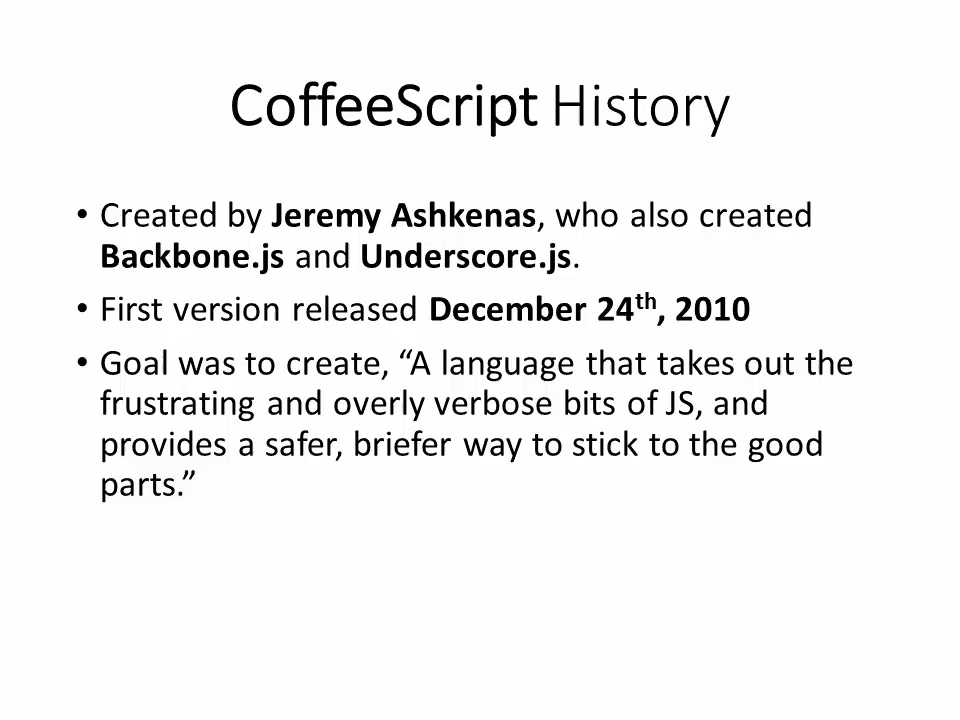 CoffeeScript History
• Created by Jeremy Ashkenas, who also created
Backbone.js and Underscore.js.
• First version released December 24th, 2010
• Goal was to create, “A language that takes out the
frustrating and overly verbose bits of JS, and
provides a safer, briefer way to stick to the good
parts.”